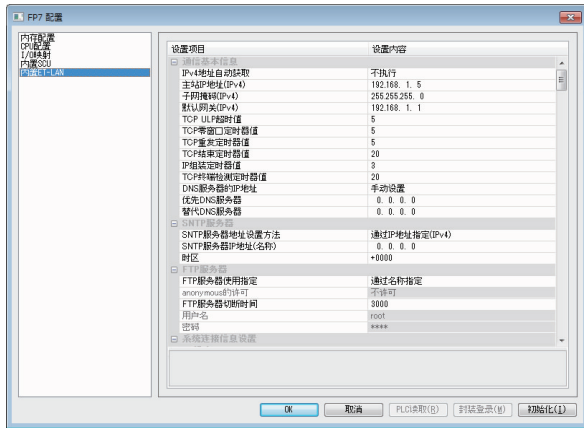 FP7 配置
内存配置
CPU配置
I/O映射
内置SCU
内置ET-LAN
设置项目 设置内容
通信基本信息
IPv4地址自动获取 不执行
主站IP地址(IPv4) 192.168. 1. 5
子网掩码(IPv4) 255.255.255. 0
默认网关(IPv4) 192.168. 1. 1
TCP ULP超时值 5
TCP零窗口定时器值 5
TCP重发定时器值 5
TCP结束定时器值 20
IP组装定时器值 3
TCP终端检测定时器值 20
DNS服务器的IP地址 手动设置
优先DNS服务器 0. 0. 0. 0
替代DNS服务器 0. 0. 0. 0
SNTP服务器
SNTP服务器地址设置方法 通过IP地址指定(IPv4)
SNTP服务器IP地址(名称) 0. 0. 0. 0
时区 +0000
FTP服务器
FTP服务器使用指定 通过名称指定
anonymous的许可 不许可
FTP服务器切断时间 3000
用户名 root
密码 ****
系统连接信息设置
OK 取消 PLC读取(R) 封装登录(M) 初始化(I)